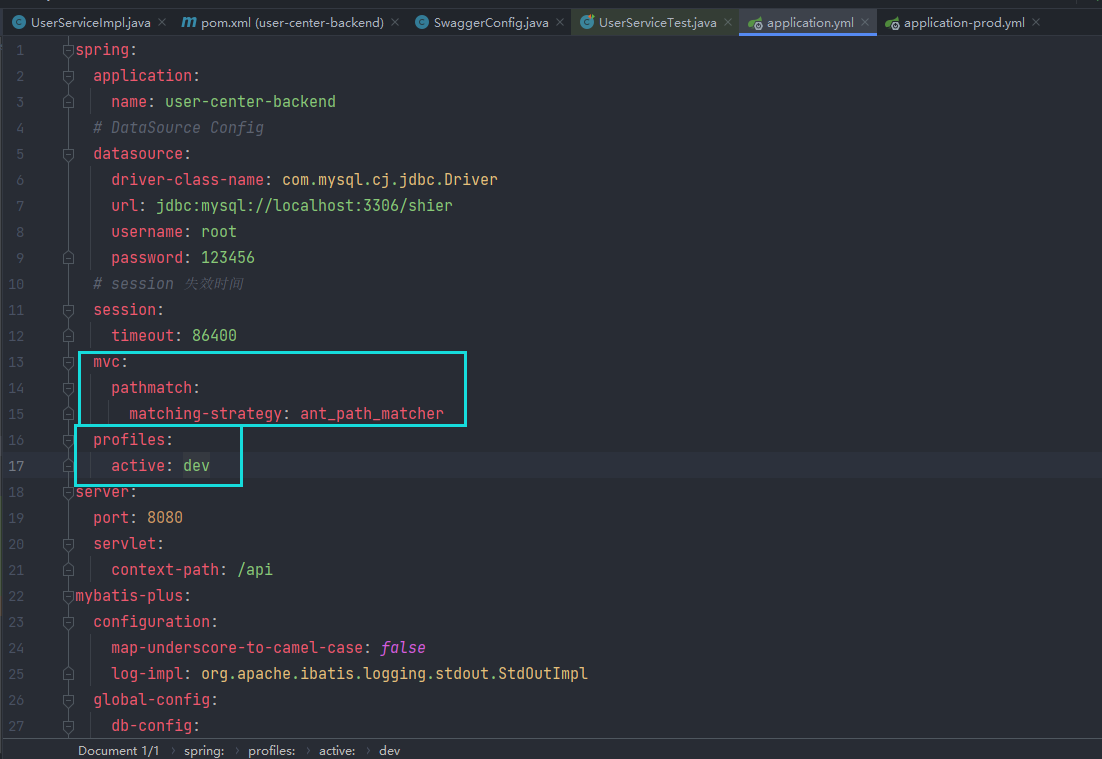 UserServiceImpl.java pom.xml (user-center-backend) SwaggerConfig.java UserServiceTest.java application.yml application-prod.yml
1 spring:
2 application:
3 name: user-center-backend
4 # DataSource Config
5 datasource:
6 driver-class-name: com.mysql.cj.jdbc.Driver
7 url: jdbc:mysql://localhost:3306/shier
8 username: root
9 password: 123456
10 # session 失效时间
11 session:
12 timeout: 86400
13 mvc:
14 pathmatch:
15 matching-strategy: ant_path_matcher
16 profiles:
17 active: dev
18 server:
19 port: 8080
20 servlet:
21 context-path: /api
22 mybatis-plus:
23 configuration:
24 map-underscore-to-camel-case: false
25 log-impl: org.apache.ibatis.logging.stdout.StdOutImpl
26 global-config:
27 db-config:
Document 1/1 › spring: › profiles: › active: › dev